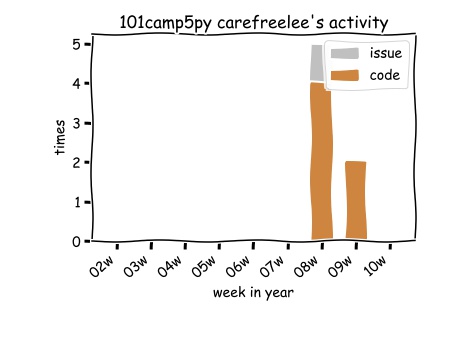 101camp5py carefreelee's activity
issue
code
times
5
4
3
2
1
0
02w 03w 04w 05w 06w 07w 08w 09w 10w
week in year